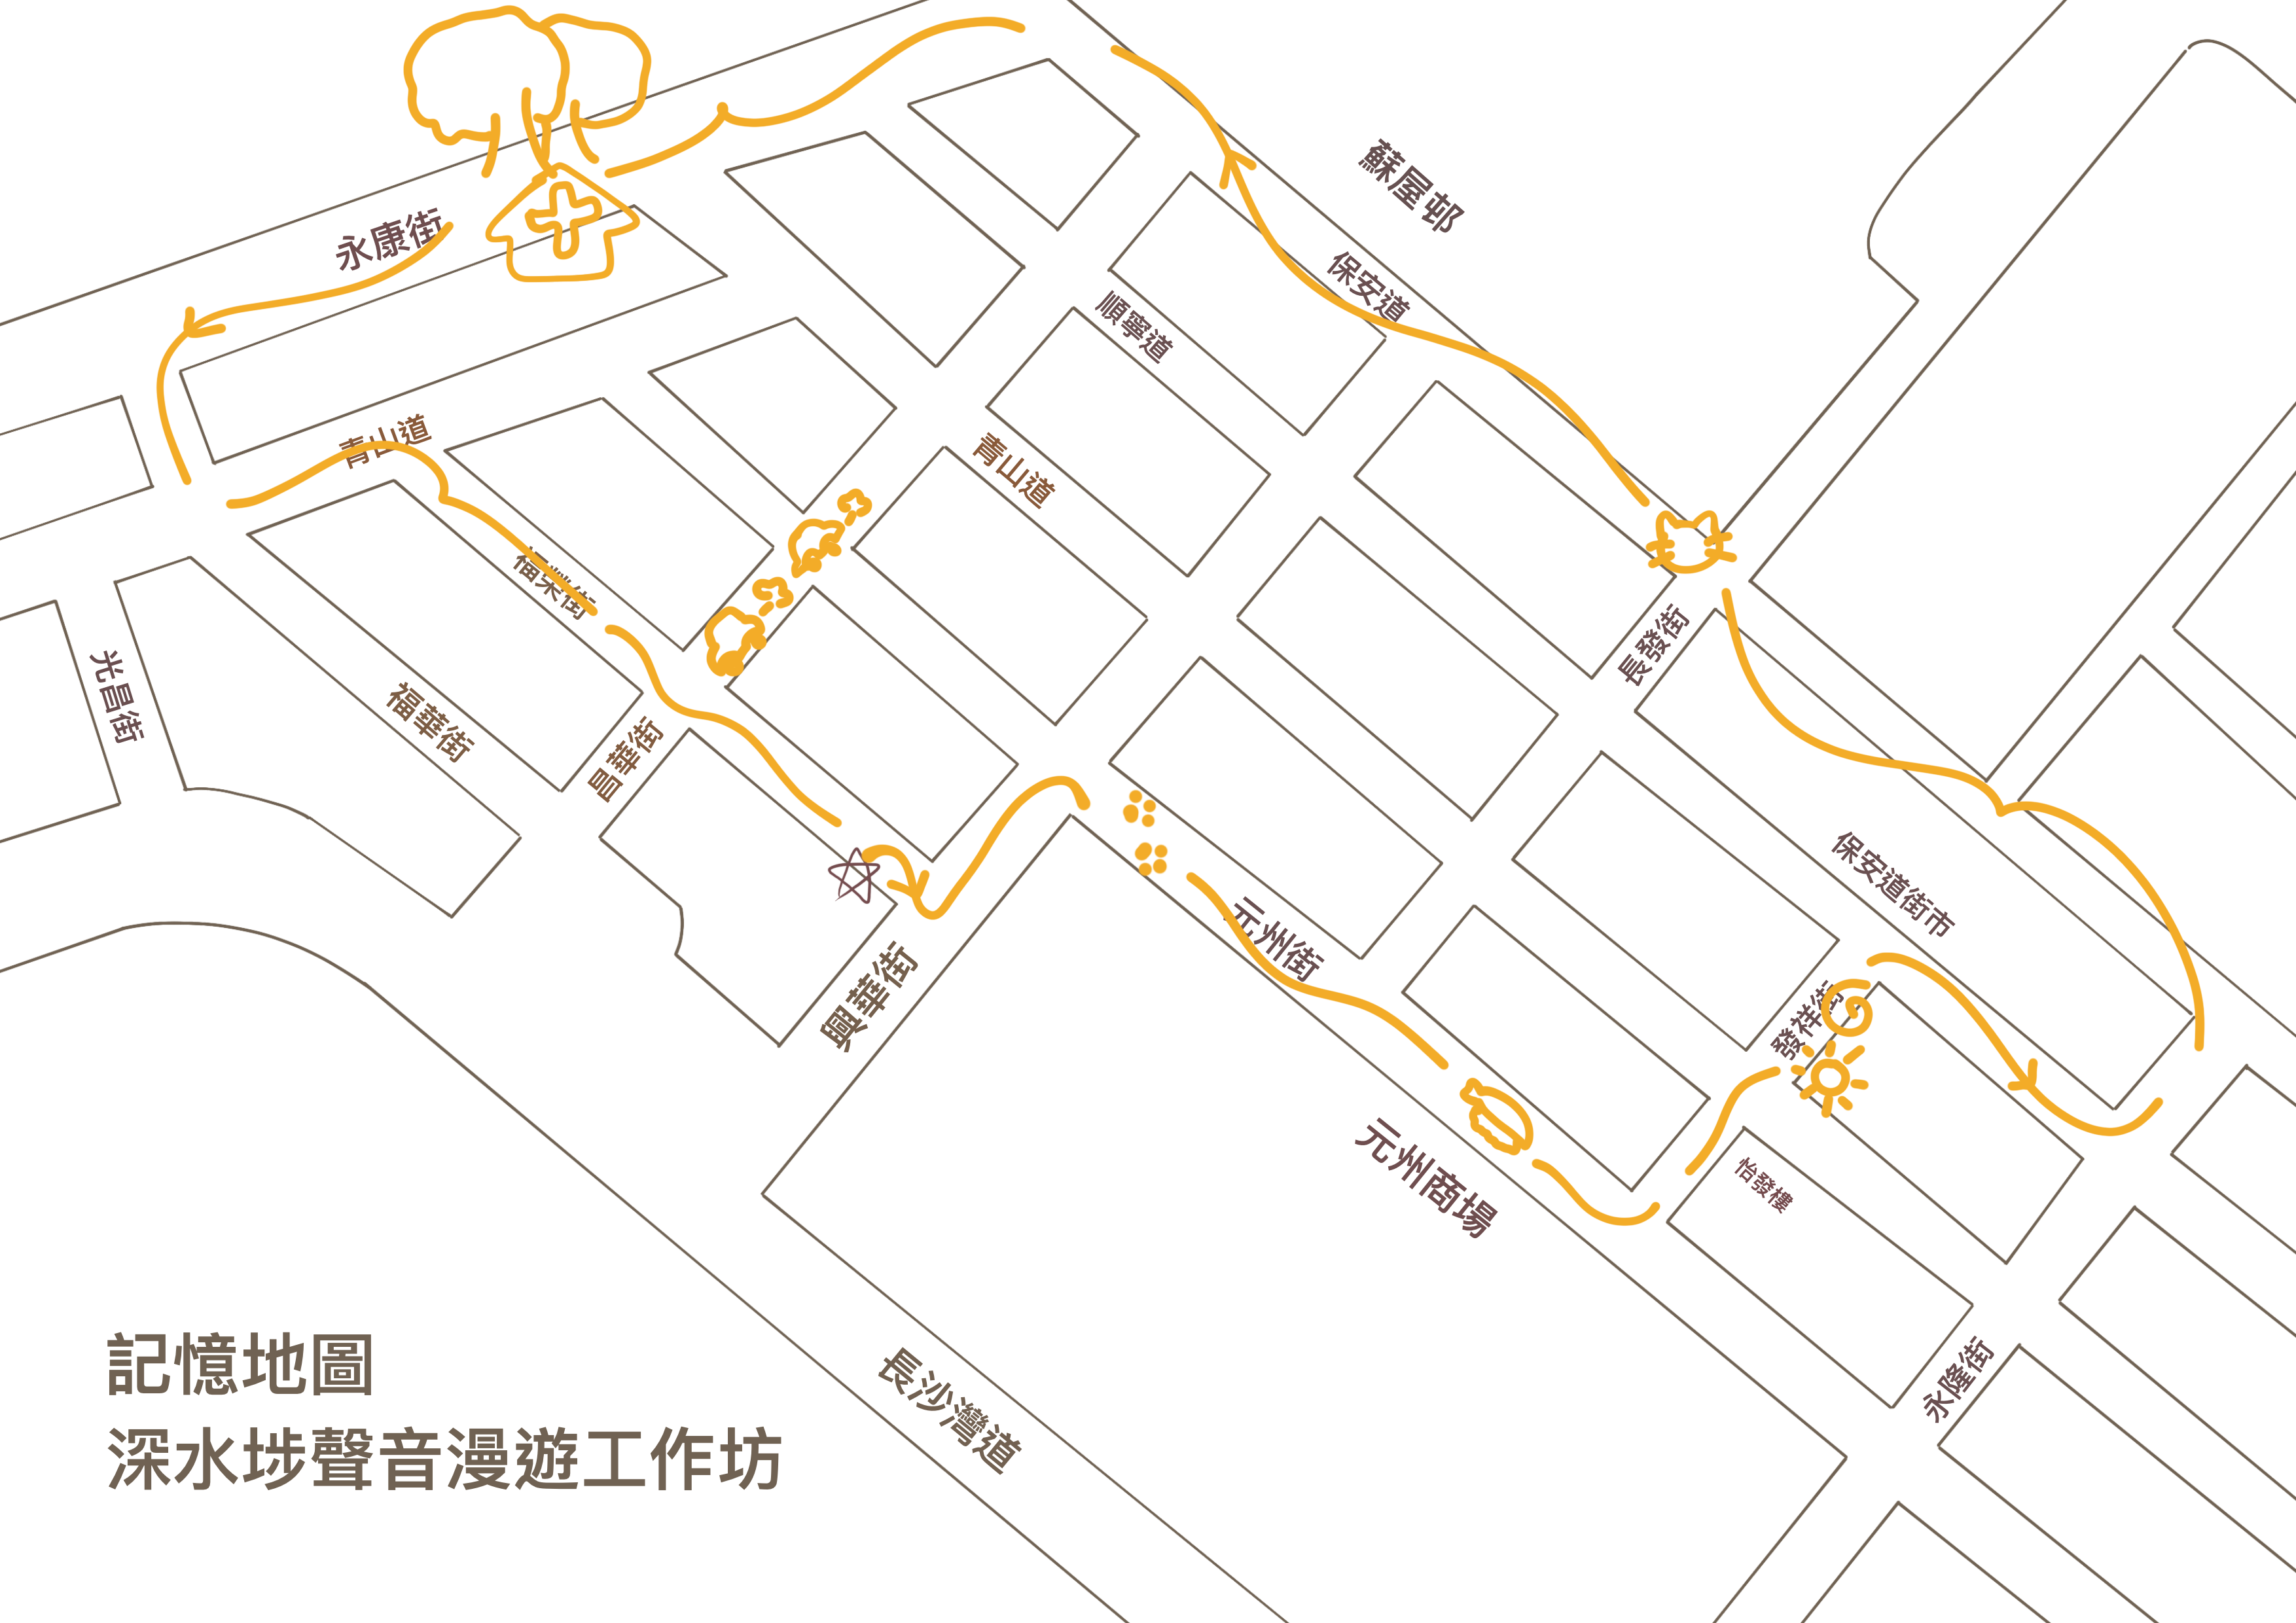 蘇屋邨
永康街
保安道
順寧道
青山道
青山道
福榮街
長發街
光昌街
福華街
昌華街
保安道街市
元州街
興華街
發祥街
元州商場
怡發樓
永隆街
長沙灣道
記憶地圖
深水埗疊音漫遊工作坊